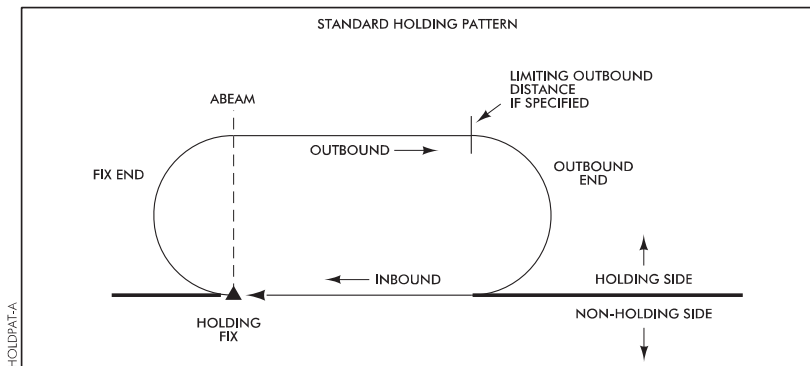 STANDARD HOLDING PATTERN
LIMITING OUTBOUND
DISTANCE
IF SPECIFIED
ABEAM
OUTBOUND
FIX END
OUTBOUND
END
INBOUND
HOLDING SIDE
NON-HOLDING SIDE
HOLDING
FIX
HOLDPAT-A